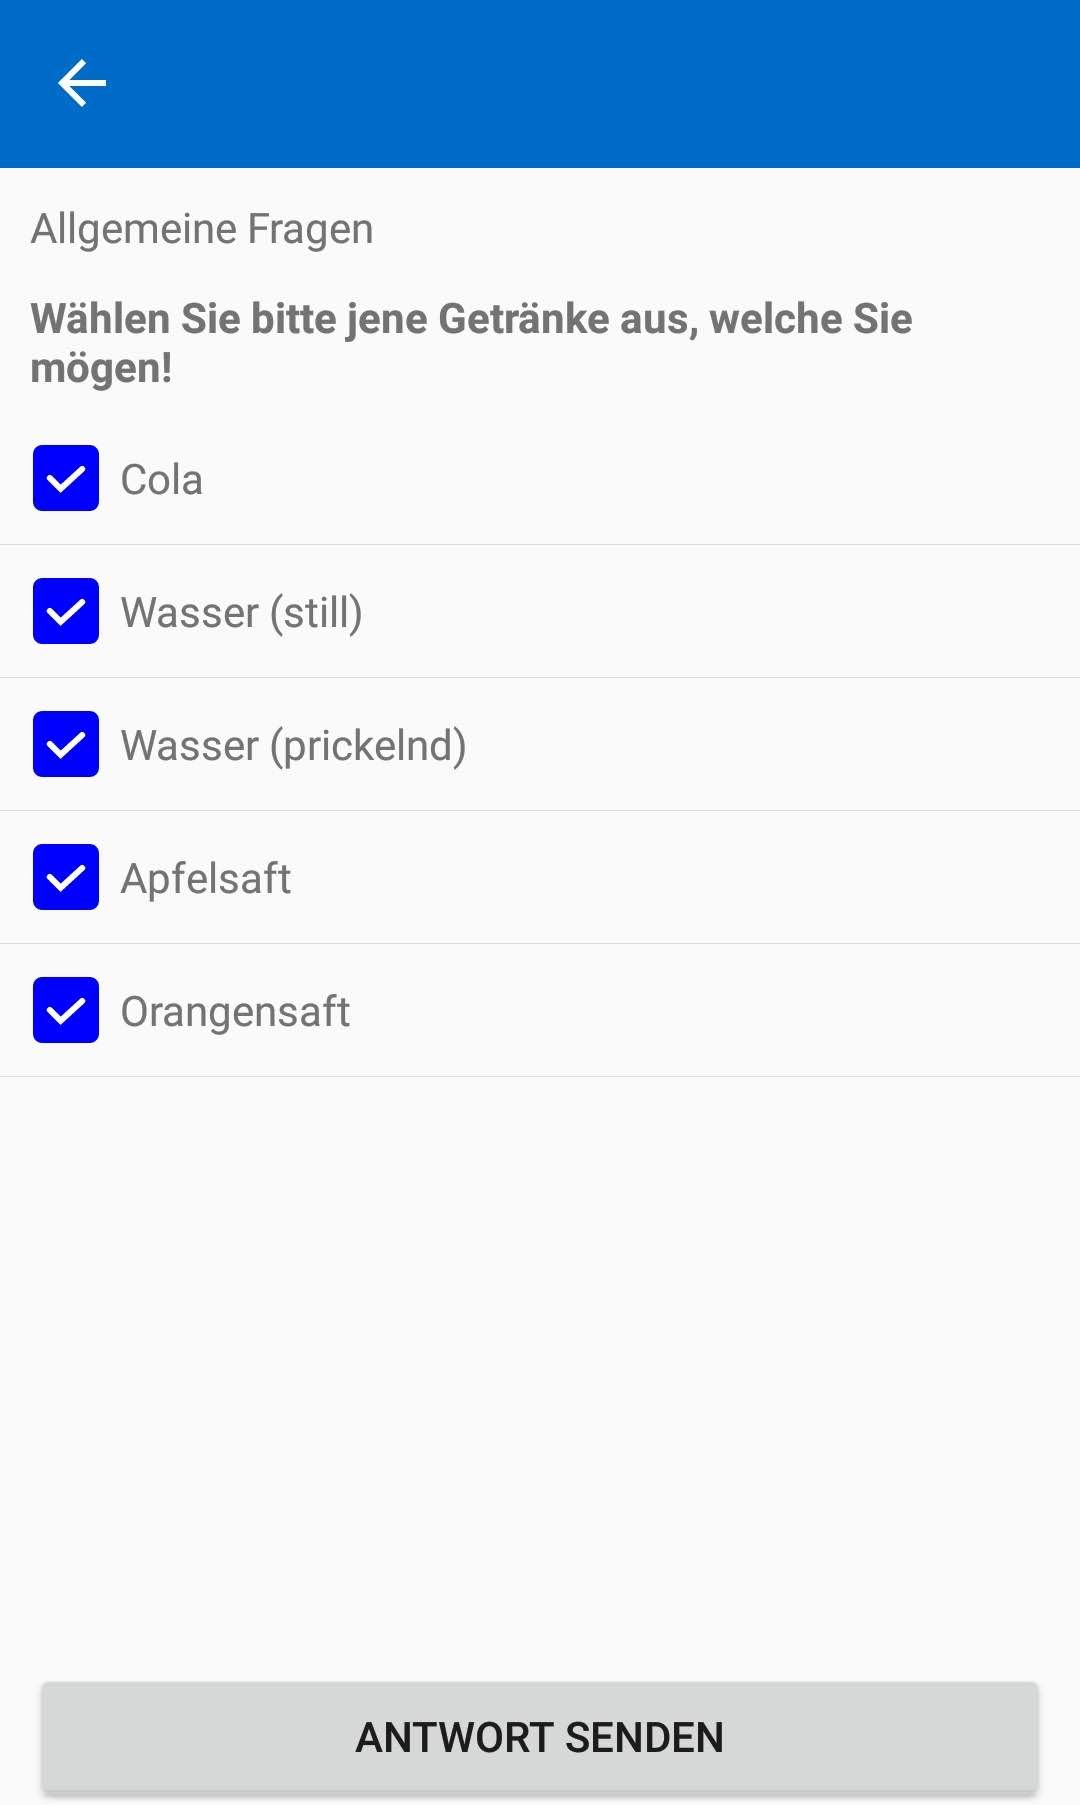 Allgemeine Fragen
Wählen Sie bitte jene Getränke aus, welche Sie
mögen!
Cola
Wasser (still)
Wasser (prickelnd)
Apfelsaft
Orangensaft
ANTWORT SENDEN